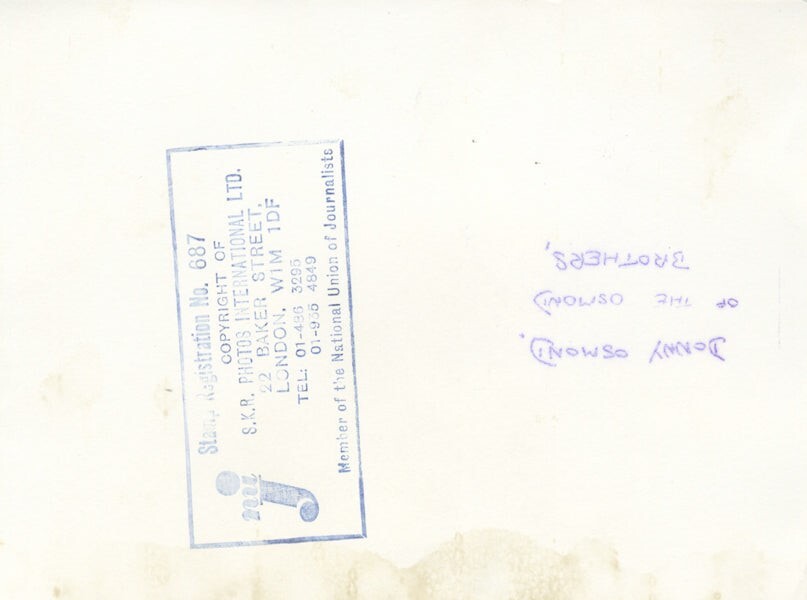 Stamp Registration No. 687
COPYRIGHT OF
S.K.R. PHOTOS INTERNATIONAL LTD.
22 BAKER STREET,
LONDON, W1M 1DF
TEL: 01-486 3295
01-935 4849
Member of the National Union of Journalists
nuj
DONNY OSMOND.
OF THE OSMOND
BROTHERS,